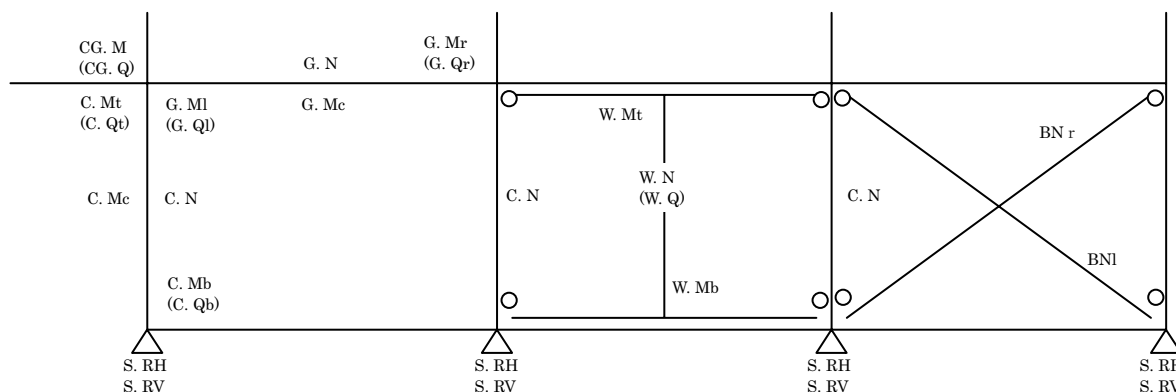 CG. M
(CG. Q)
G. N
G. Mr
(G. Qr)
C. Mt
(C. Qt)
G. Ml
(G. Ql)
G. Mc
W. Mt
BN r
C. Mc
C. N
C. N
W. N
(W. Q)
C. N
C. Mb
(C. Qb)
W. Mb
BNl
S. RH
S. RV
S. RH
S. RV
S. RH
S. RV
S. RH
S. RV